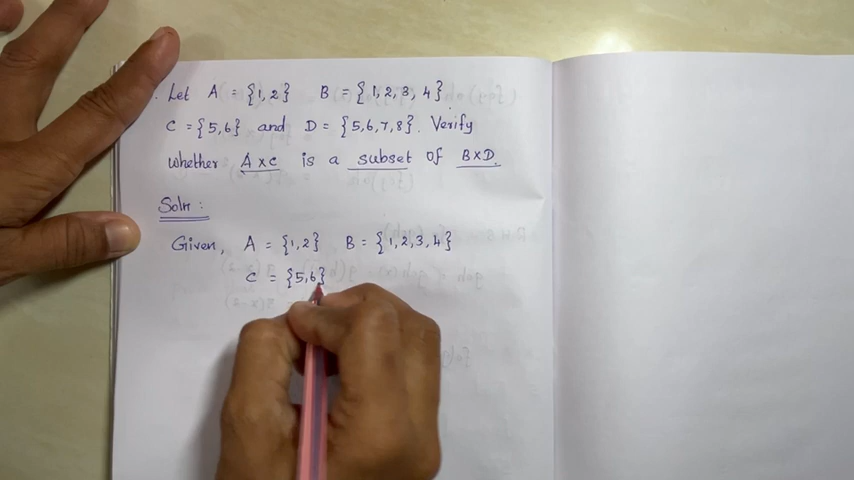 Let A = {1,2} B = {1,2,3,4}.
C = {5,6} and D = {5,6,7,8}. Verify
whether A×C is a subset of B×D.
Soln:
Given, A = {1,2} B = {1,2,3,4}
C = {5,6}